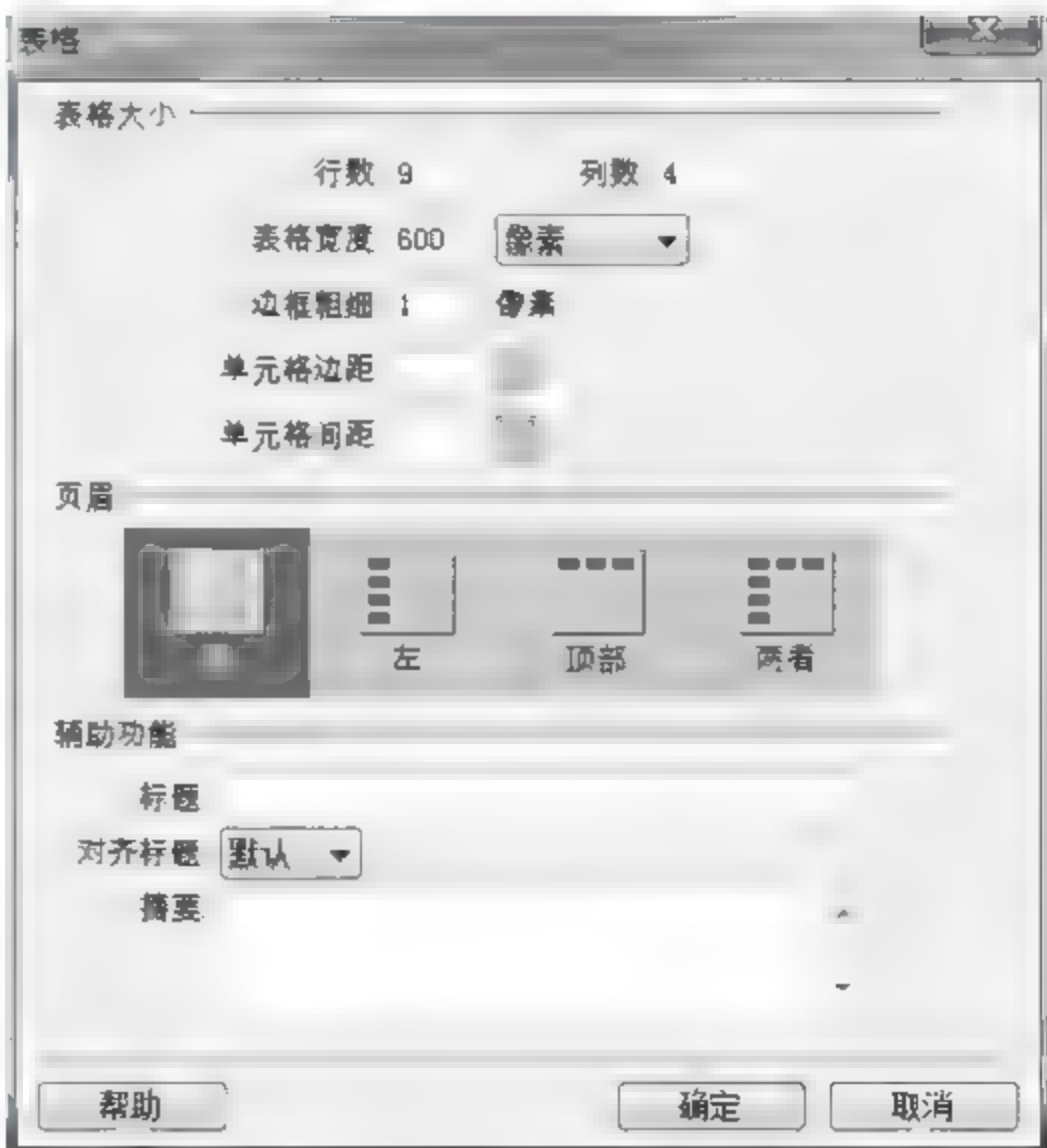 表格
表格大小
行数 9 列数 4
表格宽度 600 像素
边框粗细 1 像素
单元格边距
单元格间距
页眉
左 顶部 两者
辅助功能
标题
对齐标题 默认
摘要
帮助 确定 取消